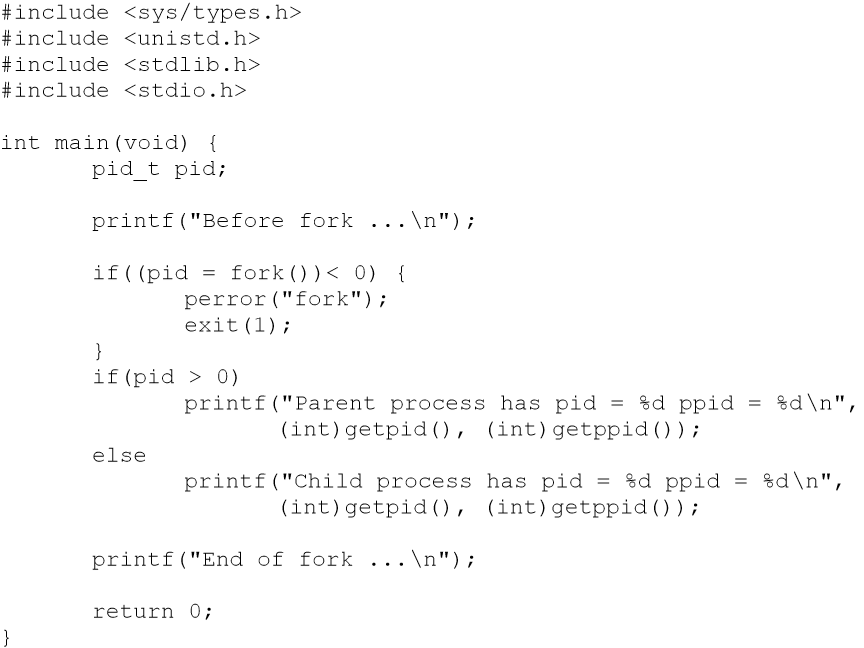 #include <sys/types.h>
#include <unistd.h>
#include <stdlib.h>
#include <stdio.h>

int main(void) {
        pid_t pid;

        printf("Before fork ...\n");

        if((pid = fork())< 0) {
                perror("fork");
                exit(1);
        }
        if(pid > 0)
                printf("Parent process has pid = %d ppid = %d\n",
                        (int)getpid(), (int)getppid());
        else
                printf("Child process has pid = %d ppid = %d\n",
                        (int)getpid(), (int)getppid());

        printf("End of fork ...\n");

        return 0;
}